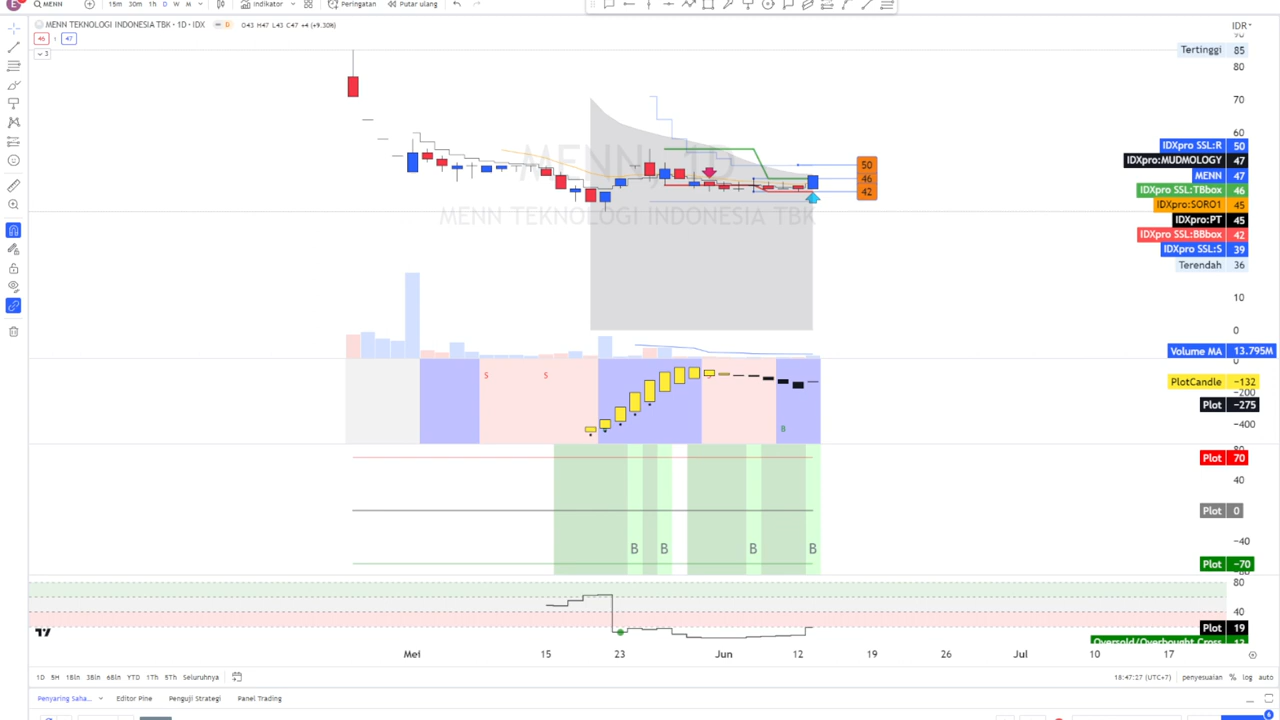 E MENN 15m 30m 1h D W M Indikator Peringatan Putar ulang
MENN TEKNOLOGI INDONESIA TBK • 1D • IDX D O43 H47 L43 C47 +4 (+9.30%) IDR
46 1 47
3
Tertinggi 85
80
70
60
IDXpro SSL:R 50
IDXpro:MUDMOLOGY 47
MENN 47
IDXpro SSL:TBbox 46
IDXpro:SORO1 45
IDXpro:PT 45
IDXpro SSL:BBbox 42
IDXpro SSL:S 39
Terendah 36
10
0
50
46
42
MENN, 1D
MENN TEKNOLOGI INDONESIA TBK
Volume MA 13.795M
0
PlotCandle −132
−200
Plot −275
−400
S S
B
80
Plot 70
40
Plot 0
−40
Plot −70
B B B B
80
40
Plot 19
Oversold/Overbought Cross
Mei 15 23 Jun 12 19 26 Jul 10 17
1D 5H 1bln 3bln 6bln YTD 1Th 5Th Seluruhnya 18:47:27 (UTC+7) penyesuaian % log auto
Penyaring Saha... Editor Pine Penguji Strategi Panel Trading